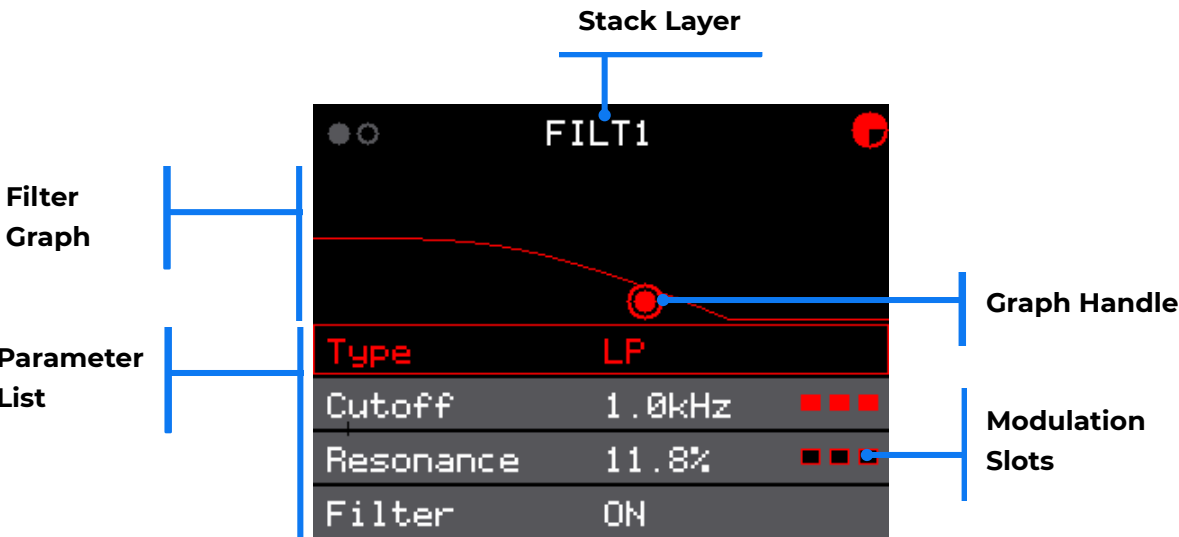 Stack Layer
FILT1
Filter
Graph
Graph Handle
Parameter
List
Type LP
Cutoff 1.0kHz
Resonance 11.8%
Filter ON
Modulation
Slots